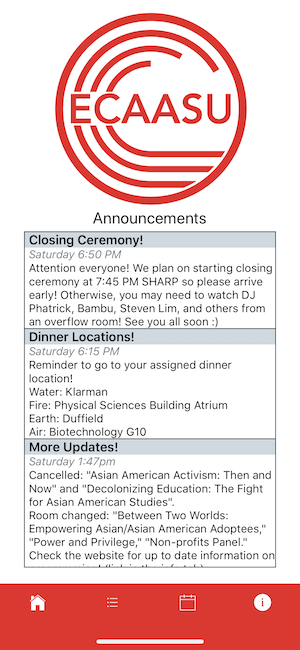 ECAASU
Announcements
Closing Ceremony!
Saturday 6:50 PM
Attention everyone! We plan on starting closing
ceremony at 7:45 PM SHARP so please arrive
early! Otherwise, you may need to watch DJ
Phatrick, Bambu, Steven Lim, and others from
an overflow room! See you all soon :)
Dinner Locations!
Saturday 6:15 PM
Reminder to go to your assigned dinner
location!
Water: Klarman
Fire: Physical Sciences Building Atrium
Earth: Duffield
Air: Biotechnology G10
More Updates!
Saturday 1:47pm
Cancelled: "Asian American Activism: Then and
Now" and "Decolonizing Education: The Fight
for Asian American Studies".
Room changed: "Between Two Worlds:
Empowering Asian/Asian American Adoptees,"
"Power and Privilege," "Non-profits Panel."
Check the website for up to date information on